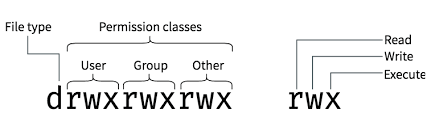 File type
Permission classes
User Group Other
drwxrwxrwx
rwx
Read
Write
Execute